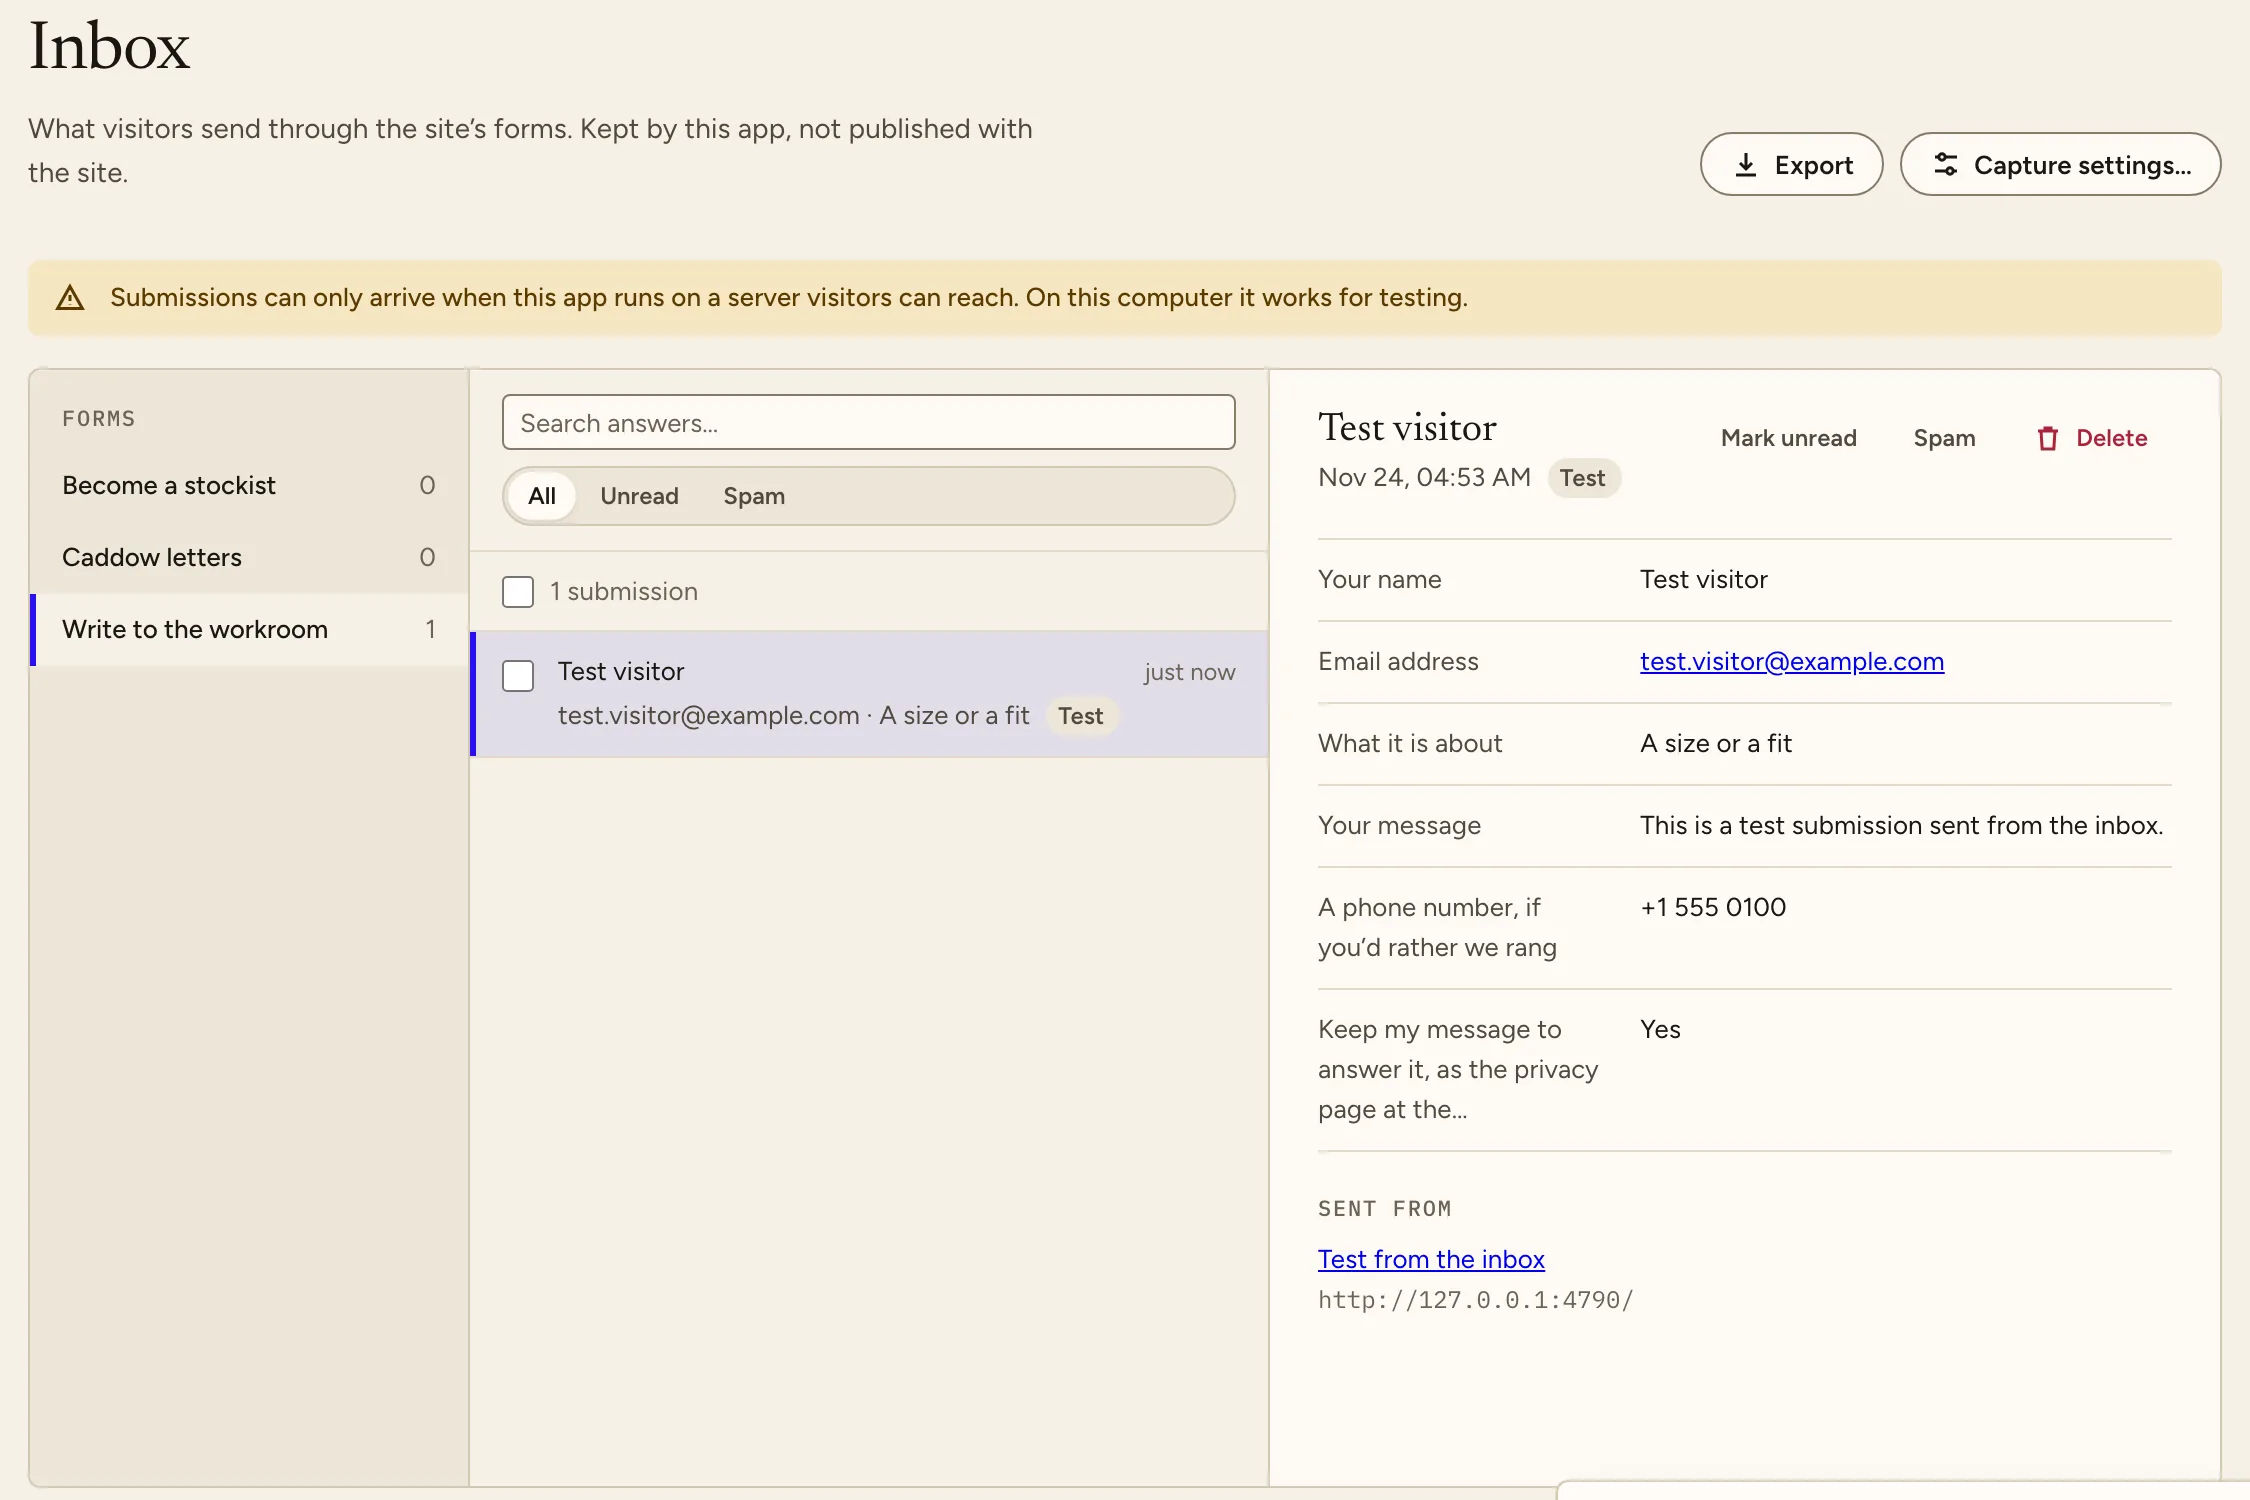 Inbox
What visitors send through the site’s forms. Kept by this app, not published with
the site.
Export
Capture settings…
Submissions can only arrive when this app runs on a server visitors can reach. On this computer it works for testing.
FORMS
Become a stockist 0
Caddow letters 0
Write to the workroom 1
Search answers…
All Unread Spam
1 submission
Test visitor just now
test.visitor@example.com · A size or a fit Test
Test visitor
Mark unread Spam Delete
Nov 24, 04:53 AM Test
Your name Test visitor
Email address test.visitor@example.com
What it is about A size or a fit
Your message This is a test submission sent from the inbox.
A phone number, if +1 555 0100
you’d rather we rang
Keep my message to Yes
answer it, as the privacy
page at the…
SENT FROM
Test from the inbox
http://127.0.0.1:4790/